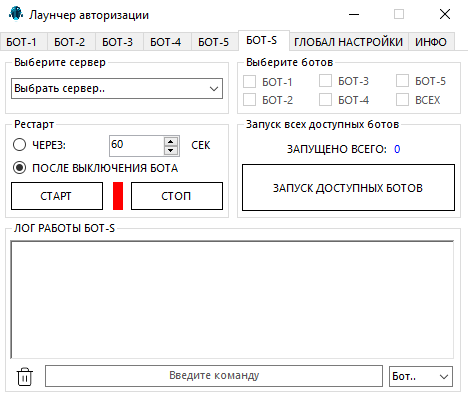 Лаунчер авторизации
БОТ-1 БОТ-2 БОТ-3 БОТ-4 БОТ-5 БОТ-S ГЛОБАЛ НАСТРОЙКИ ИНФО
Выберите сервер
Выбрать сервер..
Выберите ботов
БОТ-1 БОТ-3 БОТ-5
БОТ-2 БОТ-4 ВСЕХ
Рестарт
ЧЕРЕЗ: 60 СЕК
ПОСЛЕ ВЫКЛЮЧЕНИЯ БОТА
СТАРТ СТОП
Запуск всех доступных ботов
ЗАПУЩЕНО ВСЕГО: 0
ЗАПУСК ДОСТУПНЫХ БОТОВ
ЛОГ РАБОТЫ БОТ-S
Введите команду Бот..